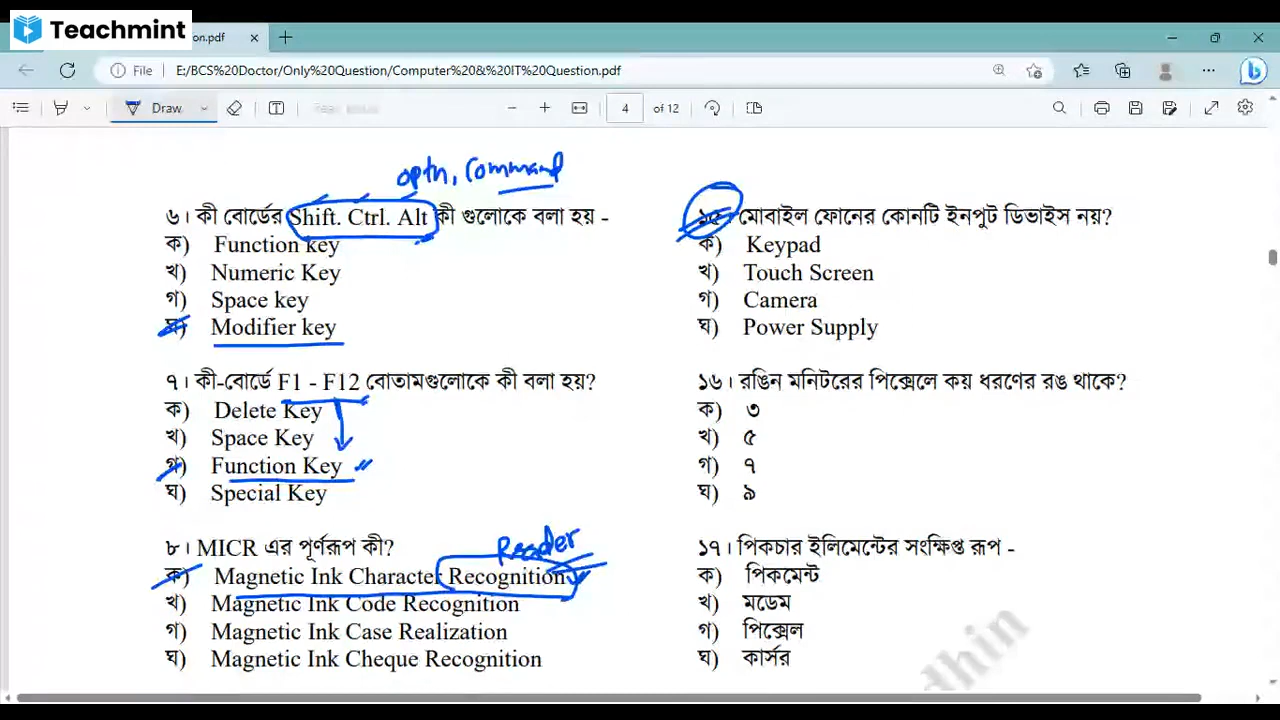 Teachmint
on.pdf
File
E:/BCS%20Doctor/Only%20Question/Computer%20&%20IT%20Question.pdf
Draw
Read aloud
4
of 12
optn, Command
৬। কী বোর্ডের Shift. Ctrl. Alt কী গুলোকে বলা হয় -
ক) Function key
খ) Numeric Key
গ) Space key
ঘ) Modifier key
৭। কী-বোর্ডে F1 - F12 বোতামগুলোকে কী বলা হয়?
ক) Delete Key
খ) Space Key
গ) Function Key
ঘ) Special Key
৮। MICR এর পূর্ণরূপ কী?
Reader
ক) Magnetic Ink Character Recognition
খ) Magnetic Ink Code Recognition
গ) Magnetic Ink Case Realization
ঘ) Magnetic Ink Cheque Recognition
১৫। মোবাইল ফোনের কোনটি ইনপুট ডিভাইস নয়?
ক) Keypad
খ) Touch Screen
গ) Camera
ঘ) Power Supply
১৬। রঙিন মনিটরের পিক্সেলে কয় ধরণের রঙ থাকে?
ক) ৩
খ) ৫
গ) ৭
ঘ) ৯
১৭। পিকচার ইলিমেন্টের সংক্ষিপ্ত রূপ -
ক) পিকমেন্ট
খ) মডেম
গ) পিক্সেল
ঘ) কার্সর
dhin